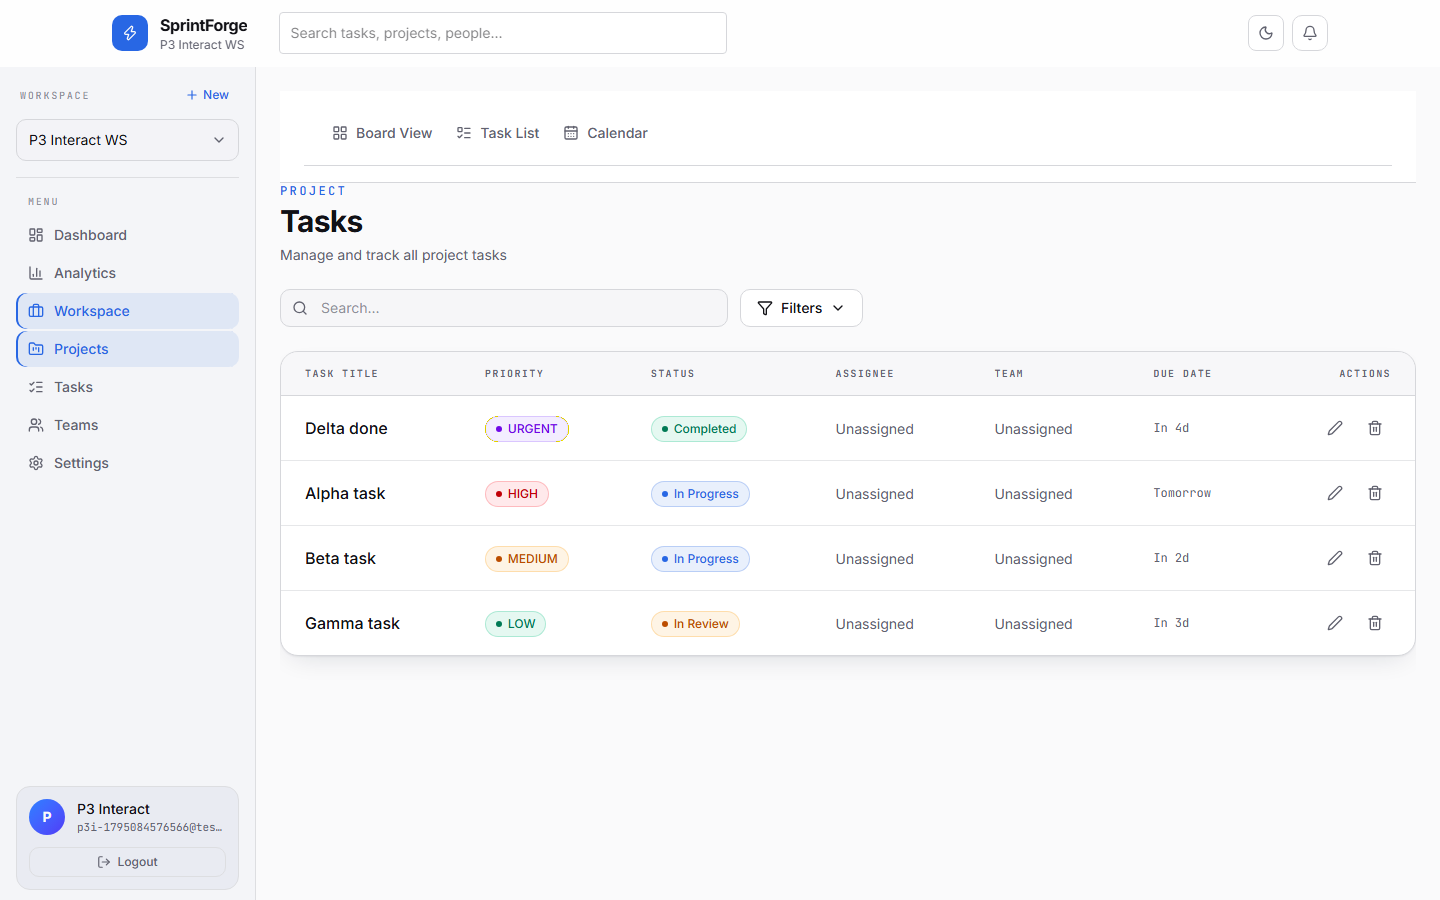 SprintForge
P3 Interact WS
Search tasks, projects, people...
WORKSPACE
New
P3 Interact WS
MENU
Dashboard
Analytics
Workspace
Projects
Tasks
Teams
Settings
P3 Interact
P
p3i-1795084576566@tes…
Logout
Board View
Task List
Calendar
PROJECT
Tasks
Manage and track all project tasks
Search...
Filters
TASK TITLE PRIORITY STATUS ASSIGNEE TEAM DUE DATE ACTIONS
Delta done URGENT Completed Unassigned Unassigned In 4d
Alpha task HIGH In Progress Unassigned Unassigned Tomorrow
Beta task MEDIUM In Progress Unassigned Unassigned In 2d
Gamma task LOW In Review Unassigned Unassigned In 3d